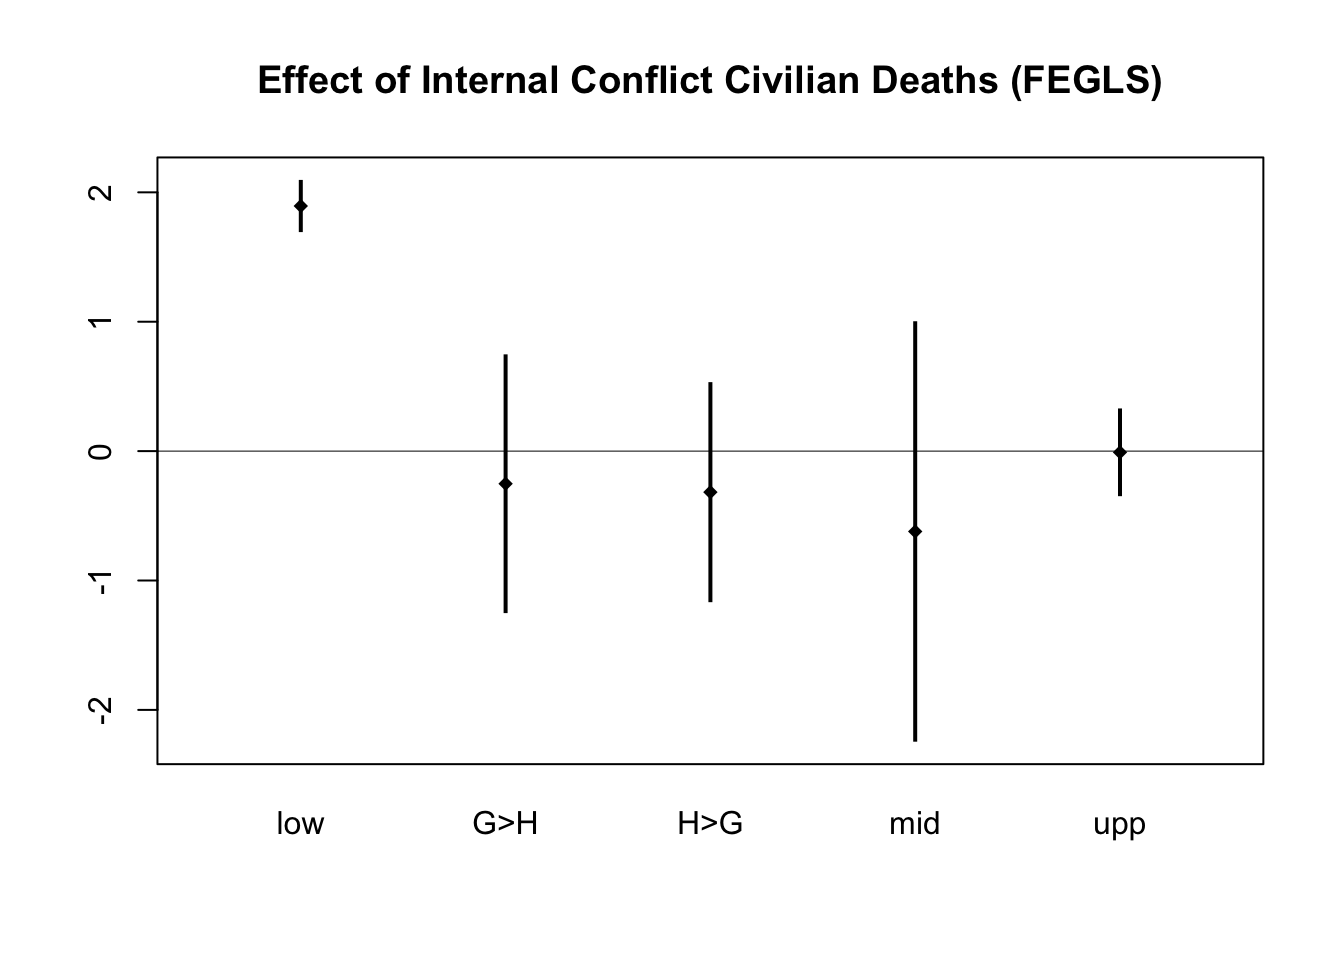 Effect of Internal Conflict Civilian Deaths (FEGLS)
2
1
0
-1
-2
low G>H H>G mid upp